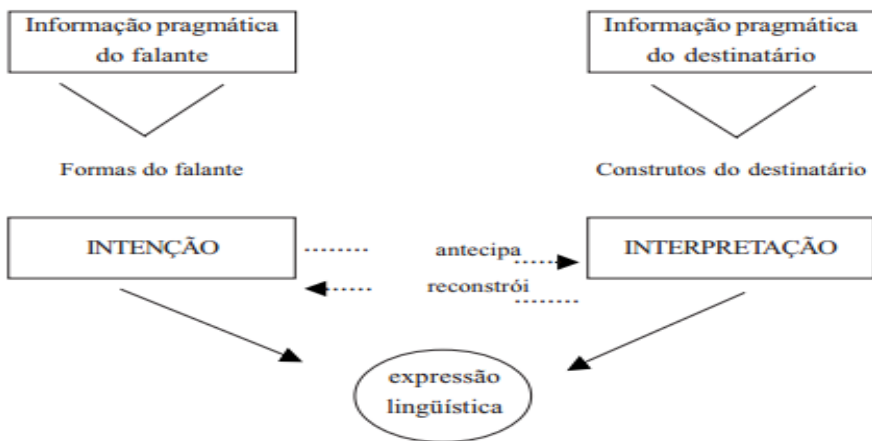 Informação pragmática
do falante
Informação pragmática
do destinatário
Formas do falante
Construtos do destinatário
INTENÇÃO
antecipa
INTERPRETAÇÃO
reconstrói
expressão
lingüística